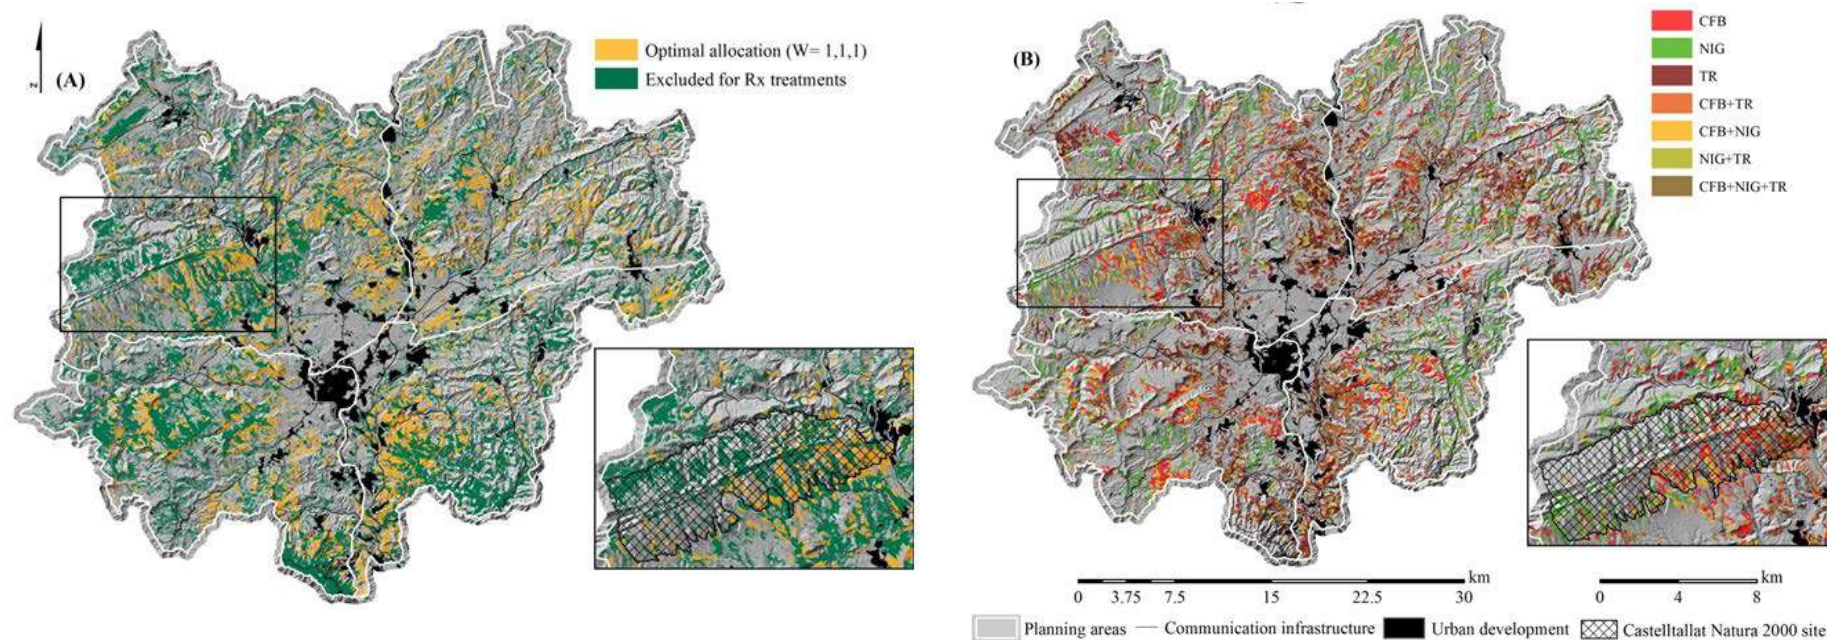 (A)
Optimal allocation (W= 1,1,1)
Excluded for Rx treatments
(B)
CFB
NIG
TR
CFB+TR
CFB+NIG
NIG+TR
CFB+NIG+TR
km
0 3.75 7.5 15 22.5 30
km
0 4 8
Planning areas Communication infrastructure Urban development Castelltallat Natura 2000 site